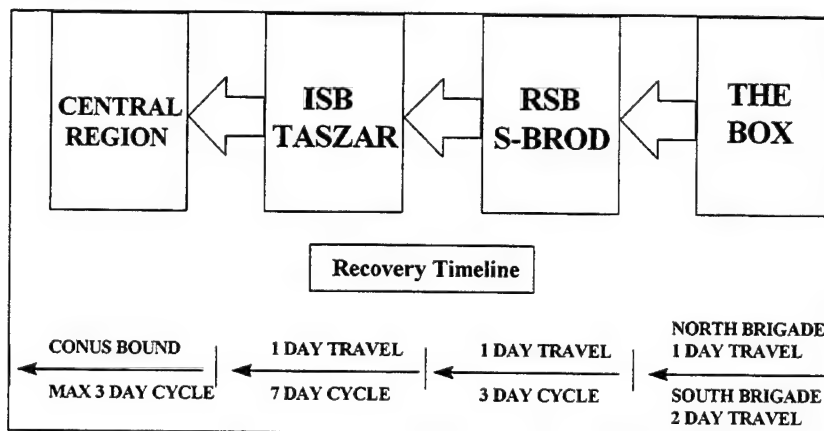 CENTRAL
REGION
ISB
TASZAR
RSB
S-BROD
THE
BOX
Recovery Timeline
CONUS BOUND
MAX 3 DAY CYCLE
1 DAY TRAVEL
7 DAY CYCLE
1 DAY TRAVEL
3 DAY CYCLE
NORTH BRIGADE
1 DAY TRAVEL
SOUTH BRIGADE
2 DAY TRAVEL